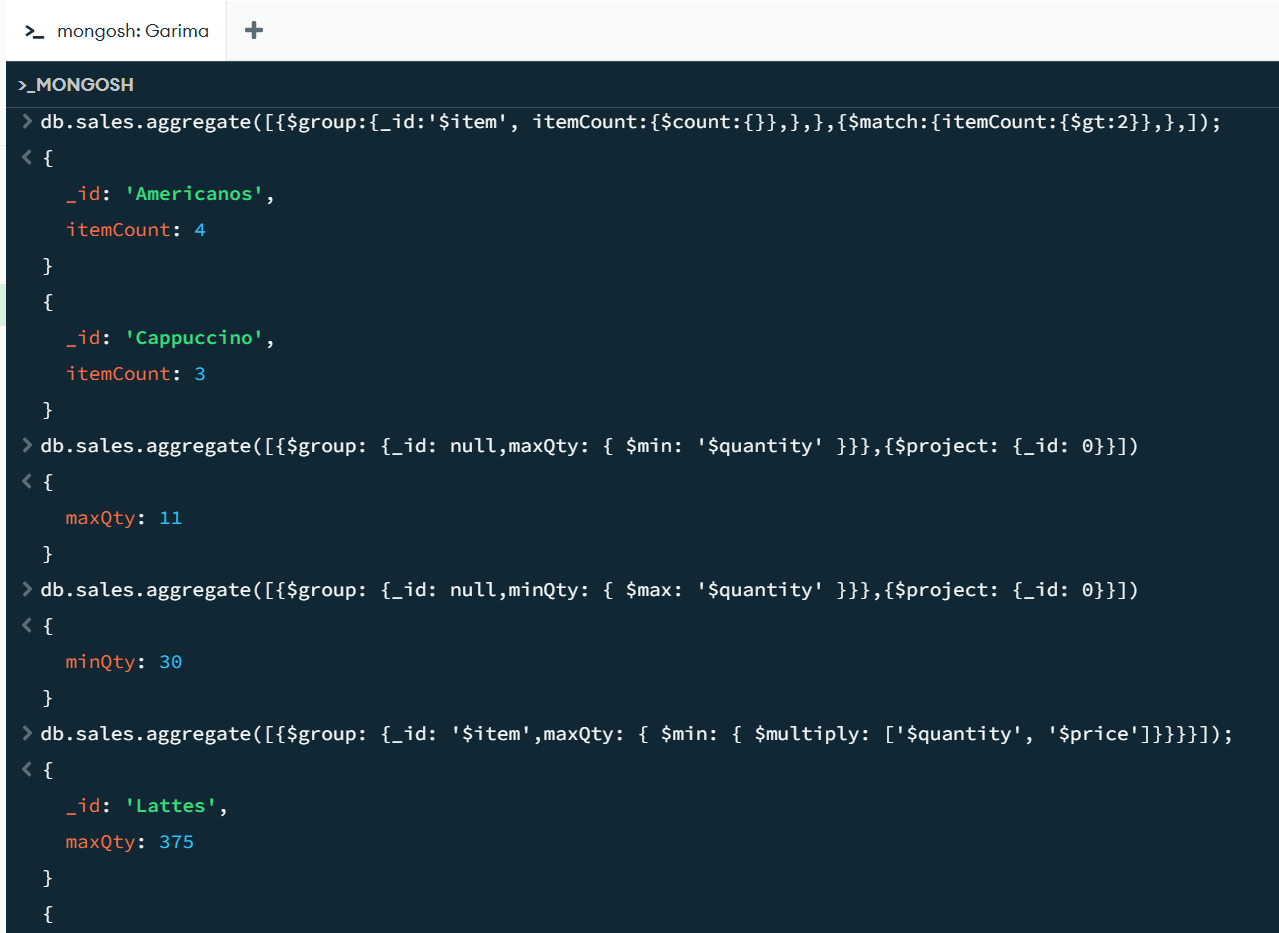 >_ mongosh: Garima +
>_MONGOSH
> db.sales.aggregate([{$group:{_id:'$item', itemCount:{$count:{}},},},{$match:{itemCount:{$gt:2}},},]);
< {
_id: 'Americanos',
itemCount: 4
}
{
_id: 'Cappuccino',
itemCount: 3
}
> db.sales.aggregate([{$group: {_id: null,maxQty: { $min: '$quantity' }}},{$project: {_id: 0}}])
< {
maxQty: 11
}
> db.sales.aggregate([{$group: {_id: null,minQty: { $max: '$quantity' }}},{$project: {_id: 0}}])
< {
minQty: 30
}
> db.sales.aggregate([{$group: {_id: '$item',maxQty: { $min: { $multiply: ['$quantity', '$price']}}}}]);
< {
_id: 'Lattes',
maxQty: 375
}
{